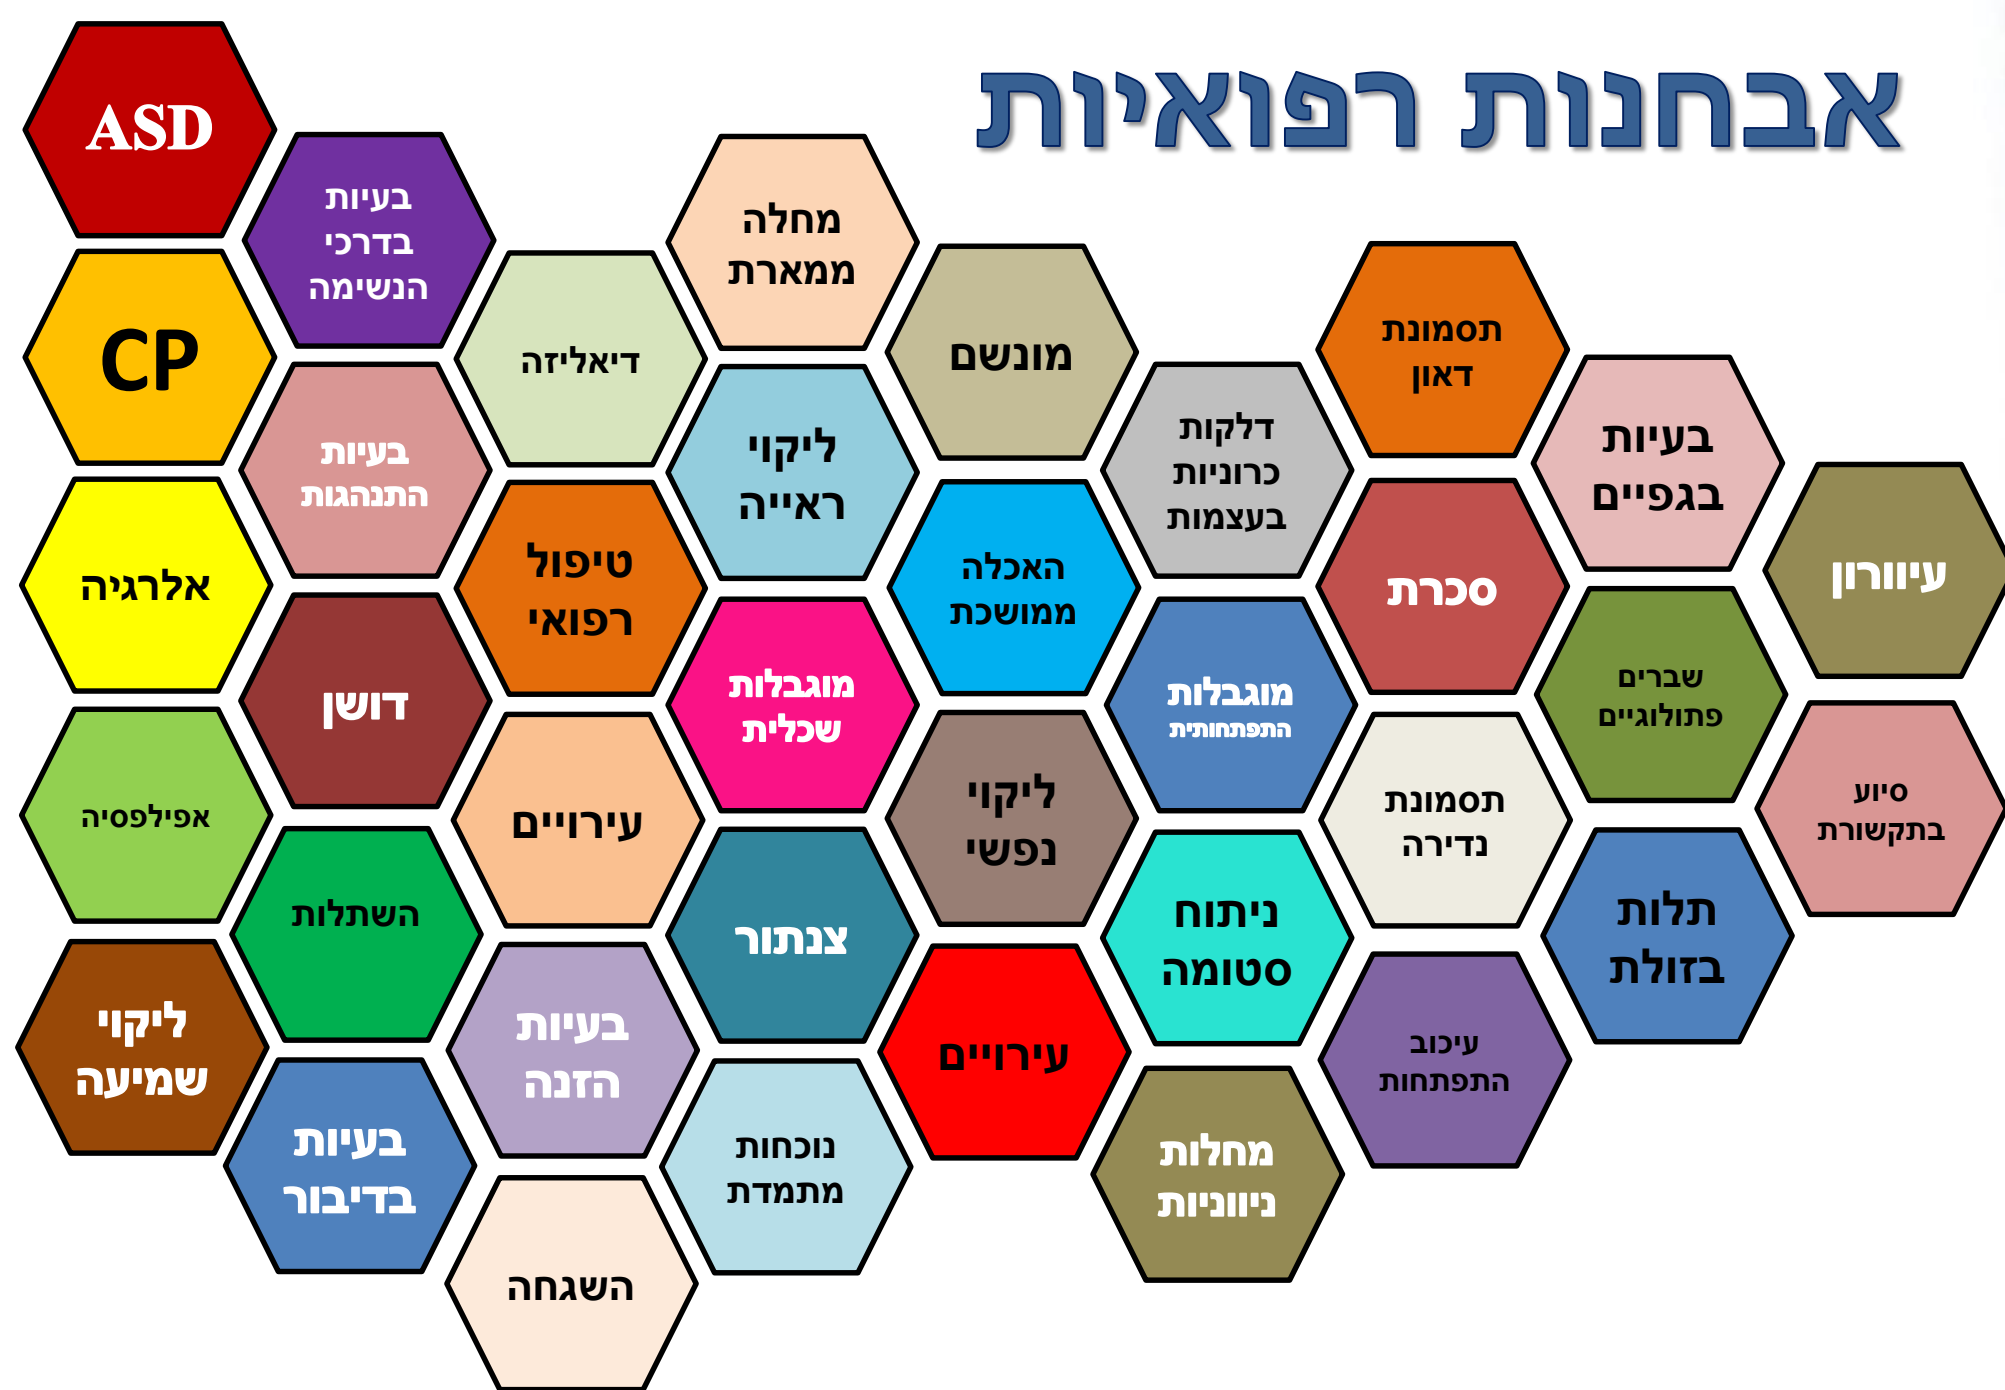 אבחנות רפואיות
ASD
CP
אלרגיה
אפילפסיה
ליקוי
שמיעה
בעיות
בדרכי
הנשימה
בעיות
התנהגות
דושן
השתלות
בעיות
בדיבור
דיאליזה
טיפול
רפואי
עירויים
בעיות
הזנה
השגחה
מחלה
ממארת
ליקוי
ראייה
מוגבלות
שכלית
צנתור
נוכחות
מתמדת
מונשם
האכלה
ממושכת
ליקוי
נפשי
עירויים
דלקות
כרוניות
בעצמות
מוגבלות
התפתחותית
ניתוח
סטומה
מחלות
ניווניות
תסמונת
דאון
סכרת
תסמונת
נדירה
עיכוב
התפתחות
בעיות
בגפיים
שברים
פתולוגיים
תלות
בזולת
עיוורון
סיוע
בתקשורת